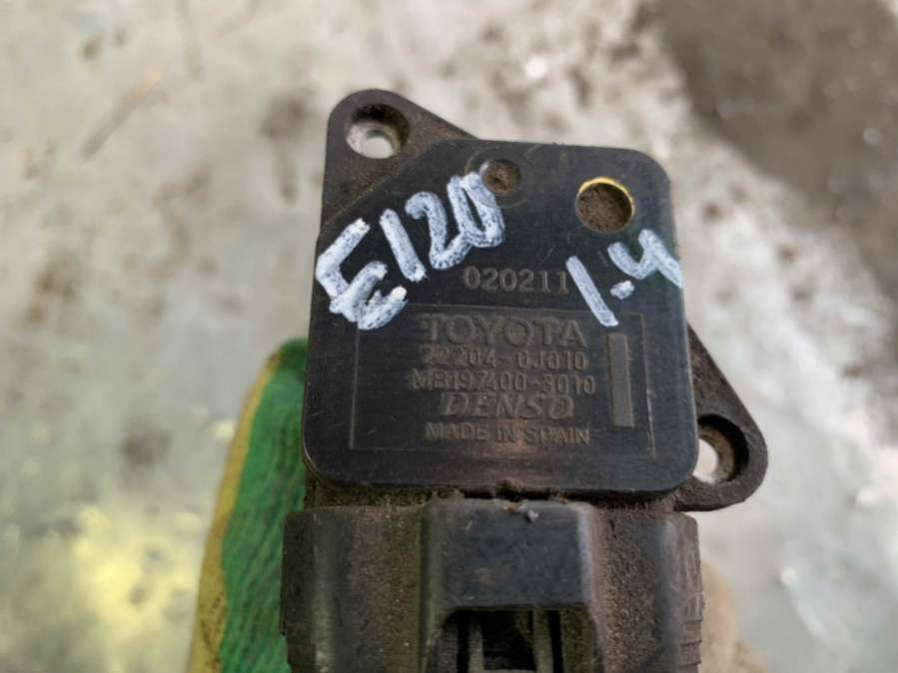 E120
1.4
020211
TOYOTA
22204-0J010
MB197400-3010
DENSO
MADE IN SPAIN